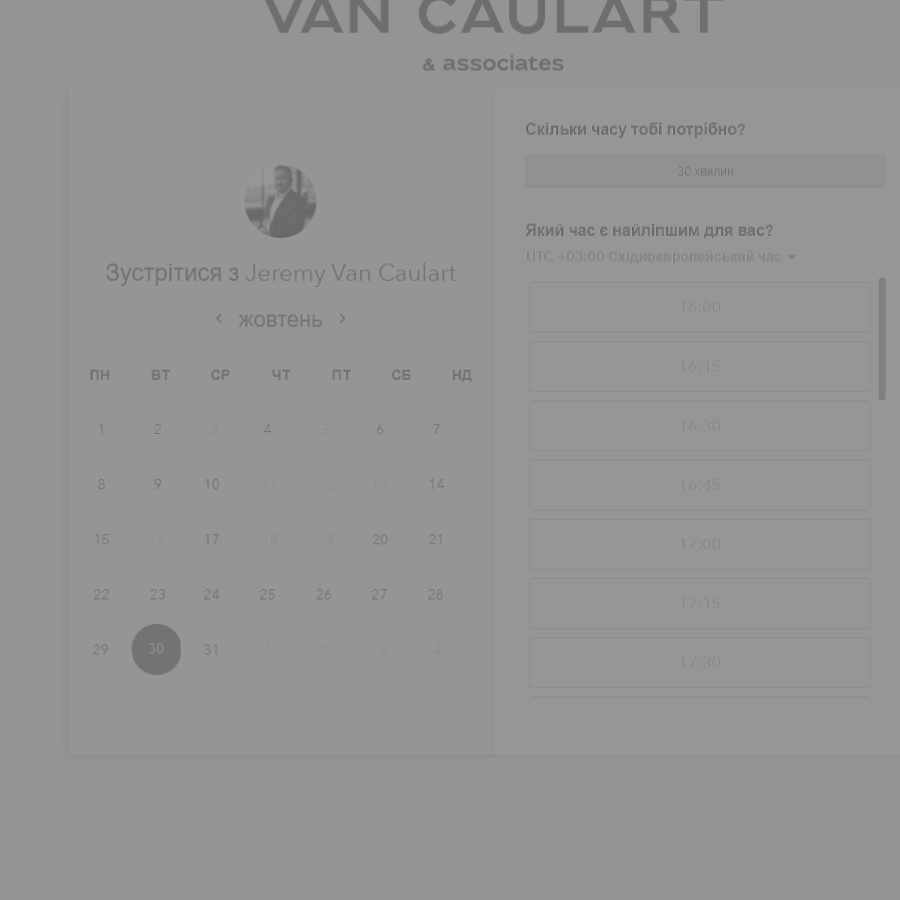 VAN CAULART
& associates
Зустрітися з Jeremy Van Caulart
жовтень
ПН ВТ СР ЧТ ПТ СБ НД
1 2 3 4 5 6 7
8 9 10 11 12 13 14
15 16 17 18 19 20 21
22 23 24 25 26 27 28
29 30 31 1 2 3 4
Скільки часу тобі потрібно?
30 хвилин
Який час є найліпшим для вас?
UTC +03:00 Східноєвропейський час
16:00
16:15
16:30
16:45
17:00
17:15
17:30